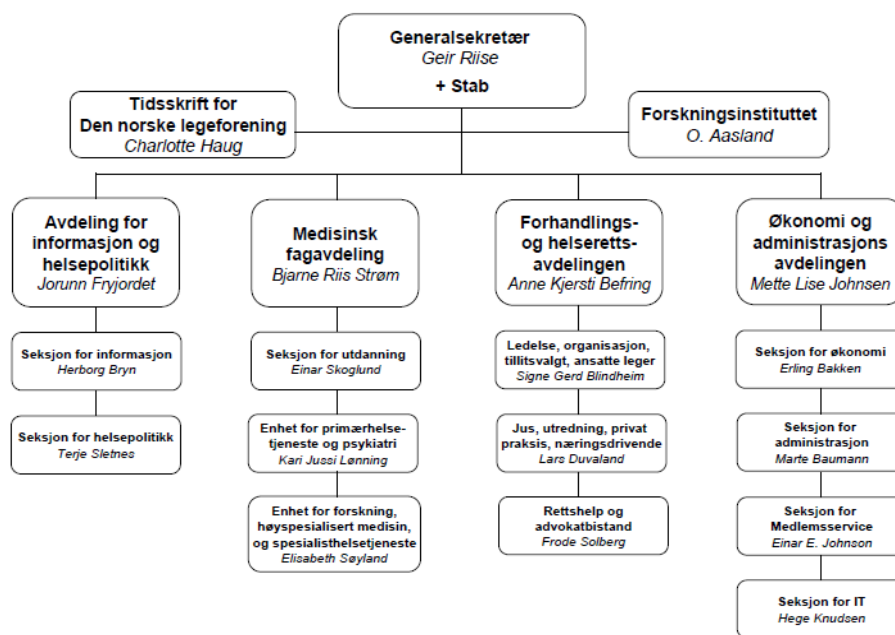 Generalsekretær
Geir Riise
+ Stab
Tidsskrift for
Den norske legeforening
Charlotte Haug
Forskningsinstituttet
O. Aasland
Avdeling for
informasjon og
helsepolitikk
Jorunn Fryjordet
Medisinsk
fagavdeling
Bjarne Riis Strøm
Forhandlings-
og helseretts-
avdelingen
Anne Kjersti Befring
Økonomi og
administrasjons
avdelingen
Mette Lise Johnsen
Seksjon for informasjon
Herborg Bryn
Seksjon for utdanning
Einar Skoglund
Ledelse, organisasjon,
tillitsvalgt, ansatte leger
Signe Gerd Blindheim
Seksjon for økonomi
Erling Bakken
Seksjon for helsepolitikk
Terje Sletnes
Enhet for primærhelse-
tjeneste og psykiatri
Kari Jussi Lønning
Jus, utredning, privat
praksis, næringsdrivende
Lars Duvaland
Seksjon for
administrasjon
Marte Baumann
Enhet for forskning,
høyspesialisert medisin,
og spesialisthelsetjeneste
Elisabeth Søyland
Rettshelp og
advokatbistand
Frode Solberg
Seksjon for
Medlemsservice
Einar E. Johnson
Seksjon for IT
Hege Knudsen